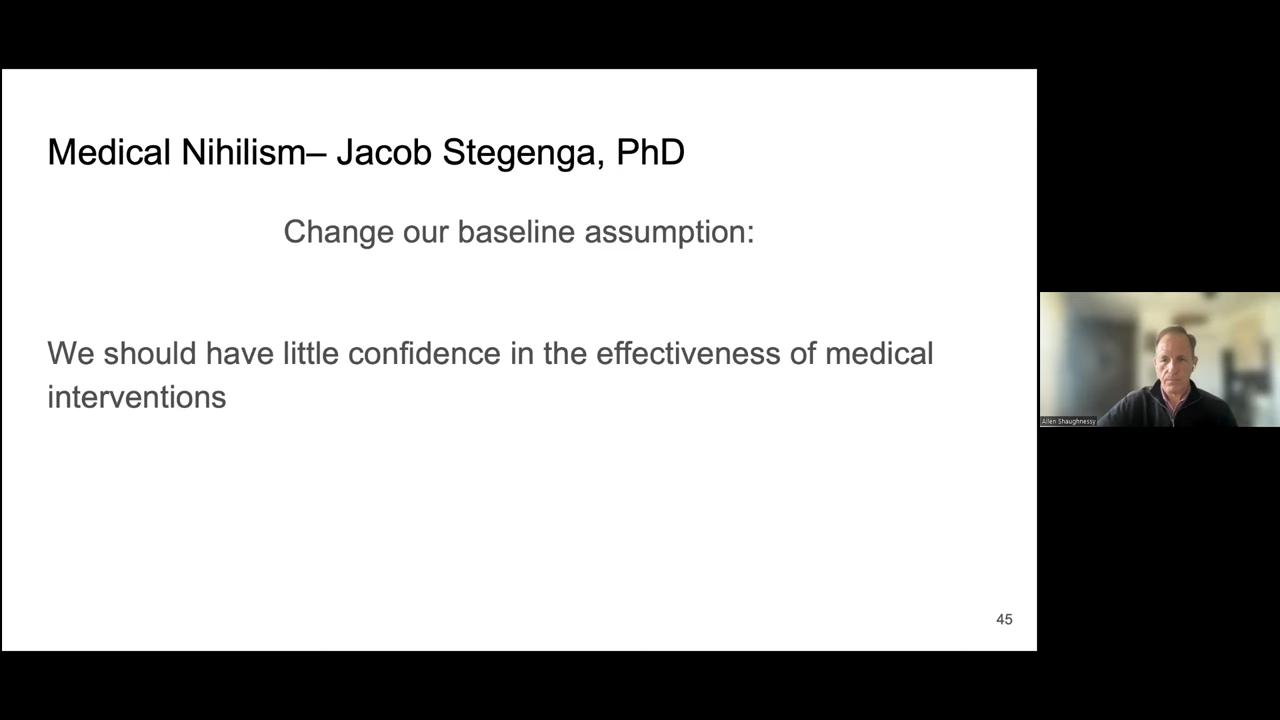 Medical Nihilism– Jacob Stegenga, PhD
Change our baseline assumption:
We should have little confidence in the effectiveness of medical
interventions
45
Allen Shaughnessy